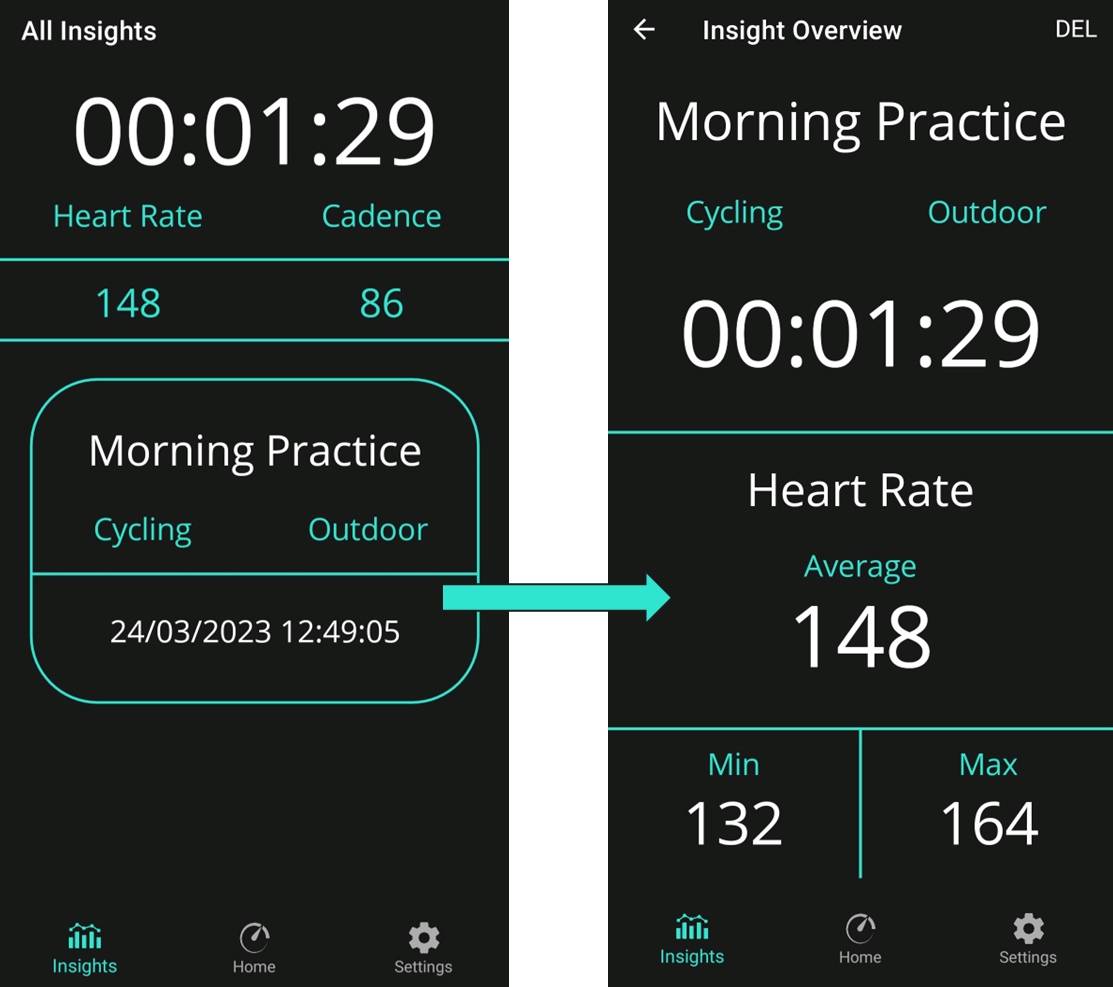 All Insights
00:01:29
Heart Rate Cadence
148 86
Morning Practice
Cycling Outdoor
24/03/2023 12:49:05
Insights Home Settings
Insight Overview DEL
Morning Practice
Cycling Outdoor
00:01:29
Heart Rate
Average
148
Min Max
132 164
Insights Home Settings